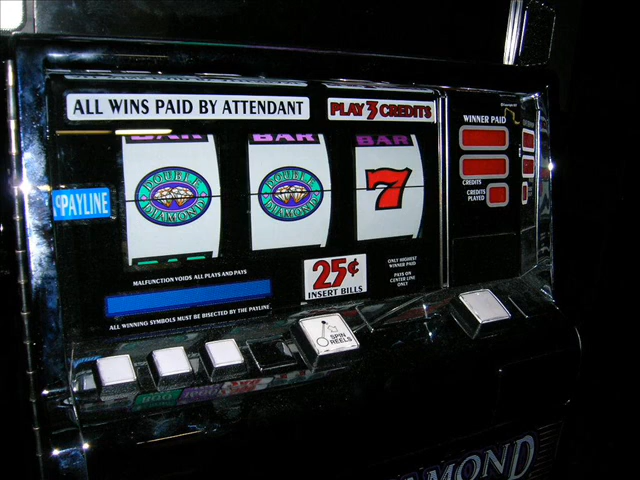 ALL WINS PAID BY ATTENDANT
PLAY 3 CREDITS
WINNER PAID
BAR
BAR
BAR
DOUBLE
DIAMOND
DOUBLE
DIAMOND
7
CREDITS
CREDITS
PLAYED
PAYLINE
MALFUNCTION VOIDS ALL PLAYS AND PAYS
25¢
INSERT BILLS
ONLY HIGHEST
WINNER PAID
PAYS ON
CENTER LINE
ONLY
ALL WINNING SYMBOLS MUST BE BISECTED BY THE PAYLINE
SPIN
REELS
AMOND